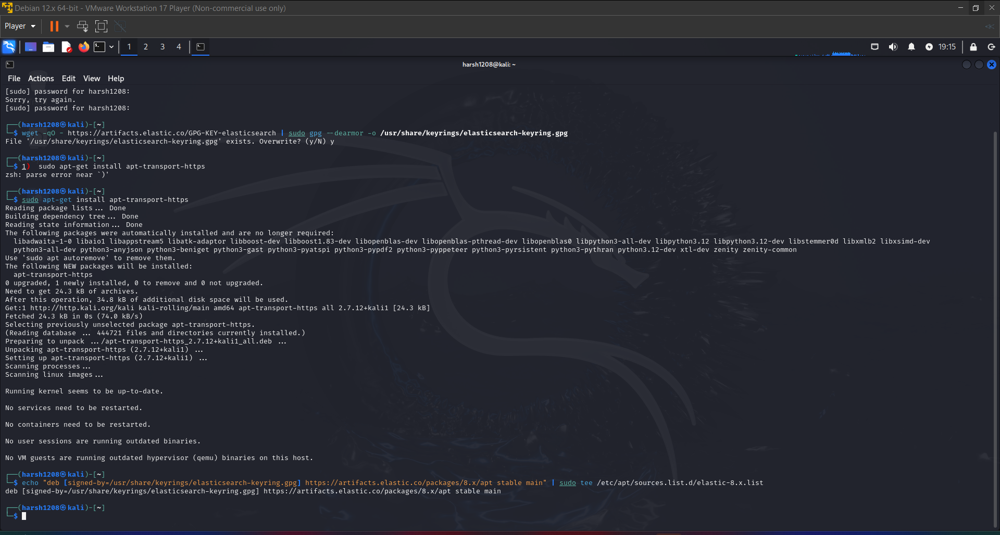 Debian 12.x 64-bit - VMware Workstation 17 Player (Non-commercial use only)
Player
1 2 3 4
19:15
harsh1208@kali: ~
File Actions Edit View Help
[sudo] password for harsh1208:
Sorry, try again.
[sudo] password for harsh1208:
┌──(harsh1208㉿kali)-[~]
└─$ wget -qO - https://artifacts.elastic.co/GPG-KEY-elasticsearch | sudo gpg --dearmor -o /usr/share/keyrings/elasticsearch-keyring.gpg
File '/usr/share/keyrings/elasticsearch-keyring.gpg' exists. Overwrite? (y/N) y
┌──(harsh1208㉿kali)-[~]
└─$ 1)  sudo apt-get install apt-transport-https
zsh: parse error near `)'
┌──(harsh1208㉿kali)-[~]
└─$ sudo apt-get install apt-transport-https
Reading package lists... Done
Building dependency tree... Done
Reading state information... Done
The following packages were automatically installed and are no longer required:
  libadwaita-1-0 libaio1 libappstream5 libatk-adaptor libboost-dev libboost1.83-dev libopenblas-dev libopenblas-pthread-dev libopenblas0 libpython3-all-dev libpython3.12 libpython3.12-dev libstemmer0d libxmlb2 libxsimd-dev
  python3-all-dev python3-anyjson python3-beniget python3-gast python3-pyatspi python3-pypdf2 python3-pyppeteer python3-pyrsistent python3-pythran python3.12-dev xtl-dev zenity zenity-common
Use 'sudo apt autoremove' to remove them.
The following NEW packages will be installed:
  apt-transport-https
0 upgraded, 1 newly installed, 0 to remove and 0 not upgraded.
Need to get 24.3 kB of archives.
After this operation, 34.8 kB of additional disk space will be used.
Get:1 http://http.kali.org/kali kali-rolling/main amd64 apt-transport-https all 2.7.12+kali1 [24.3 kB]
Fetched 24.3 kB in 0s (74.0 kB/s)
Selecting previously unselected package apt-transport-https.
(Reading database ... 444721 files and directories currently installed.)
Preparing to unpack .../apt-transport-https_2.7.12+kali1_all.deb ...
Unpacking apt-transport-https (2.7.12+kali1) ...
Setting up apt-transport-https (2.7.12+kali1) ...
Scanning processes...
Scanning linux images...
Running kernel seems to be up-to-date.
No services need to be restarted.
No containers need to be restarted.
No user sessions are running outdated binaries.
No VM guests are running outdated hypervisor (qemu) binaries on this host.
┌──(harsh1208㉿kali)-[~]
└─$ echo "deb [signed-by=/usr/share/keyrings/elasticsearch-keyring.gpg] https://artifacts.elastic.co/packages/8.x/apt stable main" | sudo tee /etc/apt/sources.list.d/elastic-8.x.list
deb [signed-by=/usr/share/keyrings/elasticsearch-keyring.gpg] https://artifacts.elastic.co/packages/8.x/apt stable main
┌──(harsh1208㉿kali)-[~]
└─$